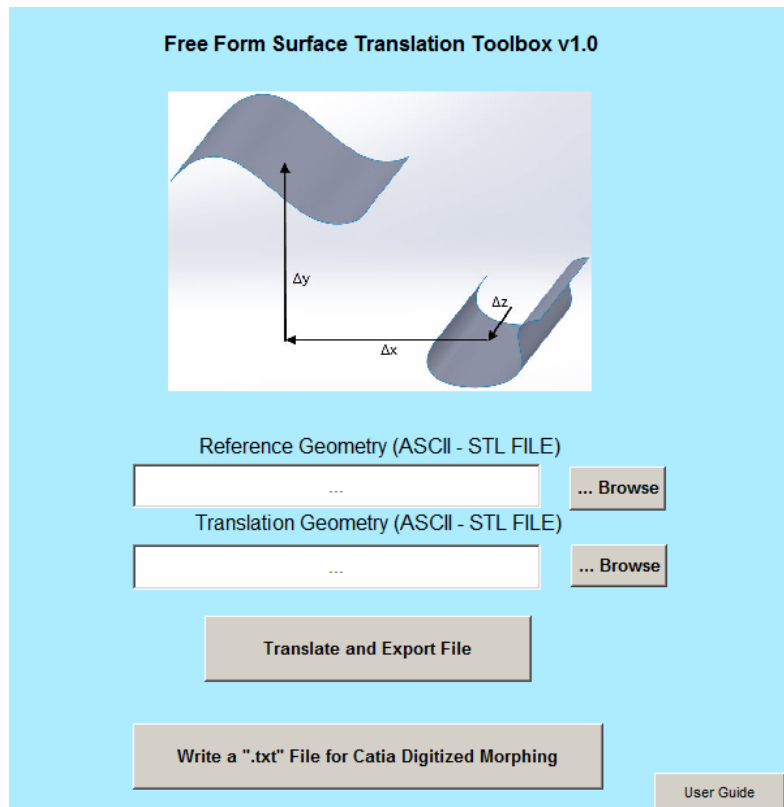 Free Form Surface Translation Toolbox v1.0
Δy
Δz
Δx
Reference Geometry (ASCII - STL FILE)
...
... Browse
Translation Geometry (ASCII - STL FILE)
...
... Browse
Translate and Export File
Write a ".txt" File for Catia Digitized Morphing
User Guide